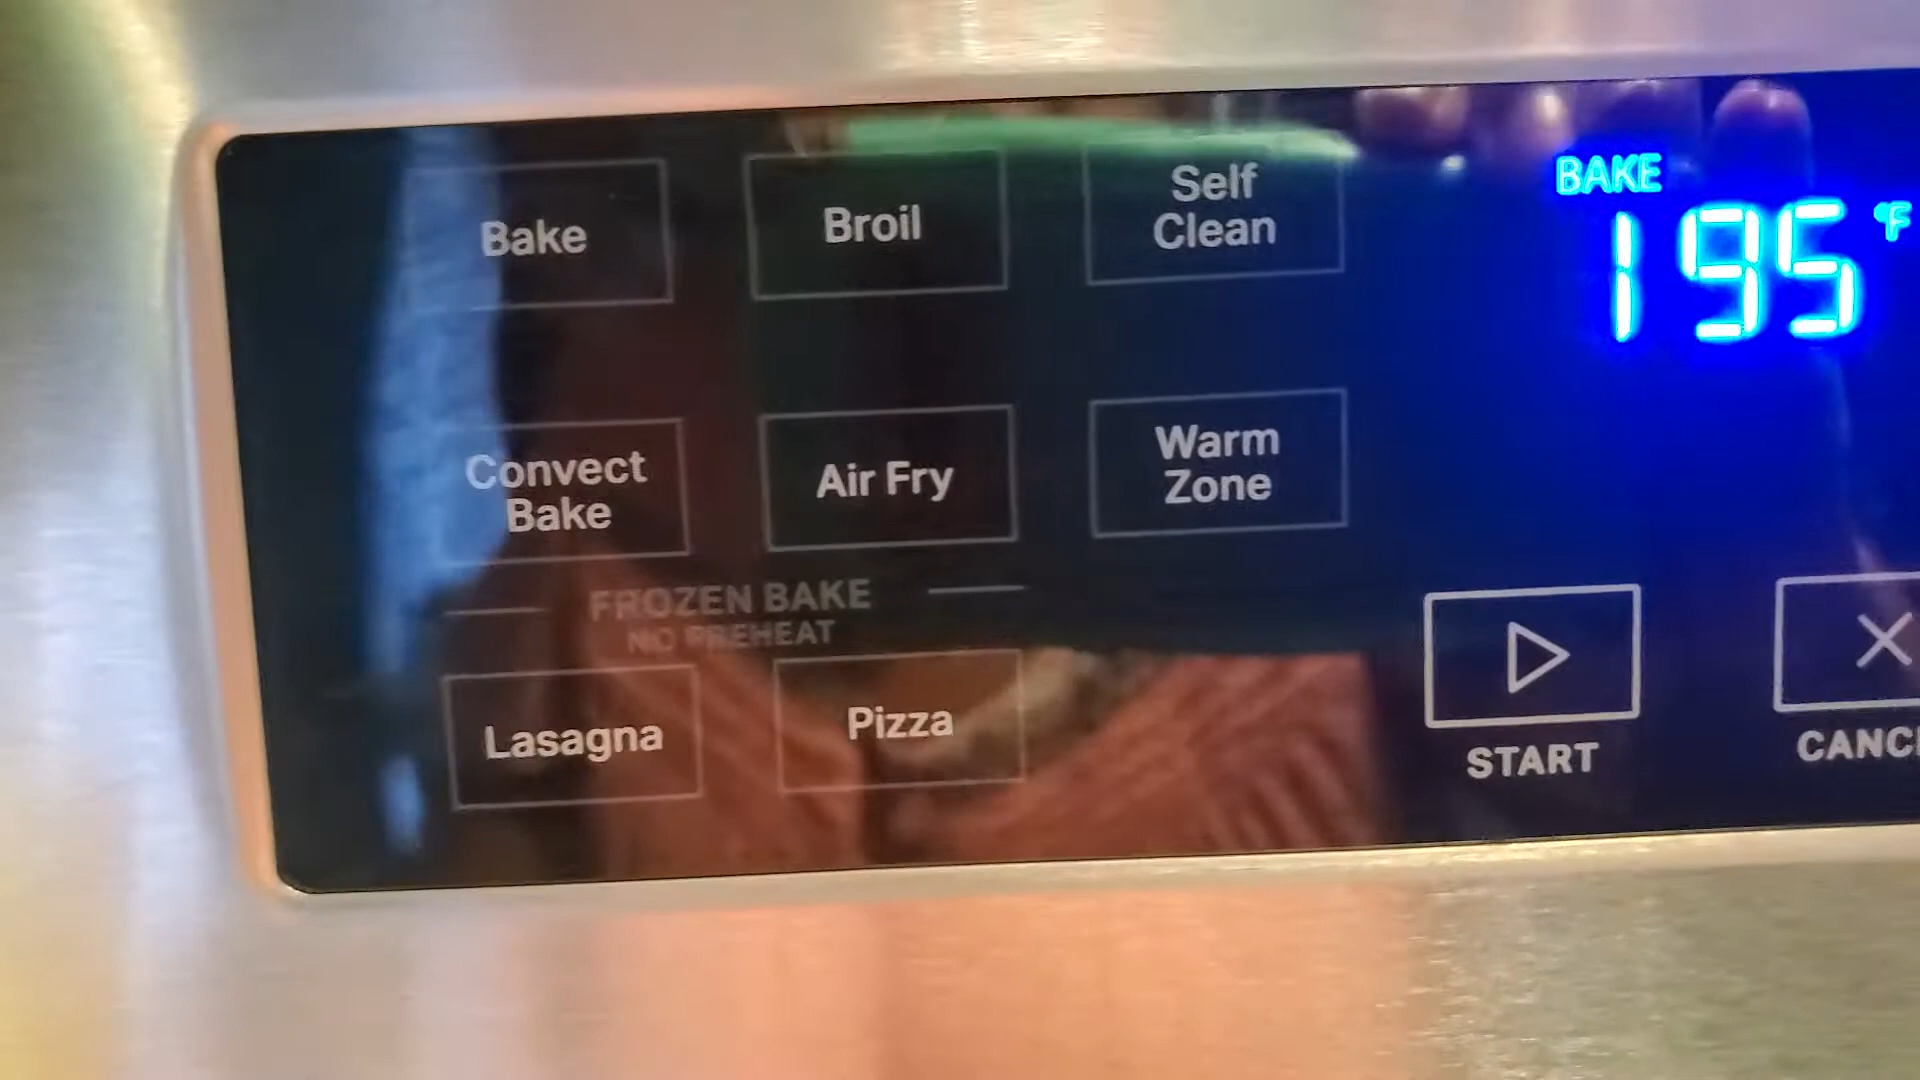 Bake
Broil
Self
Clean
BAKE
195 °F
Convect
Bake
Air Fry
Warm
Zone
FROZEN BAKE
NO PREHEAT
Lasagna
Pizza
START
CANC